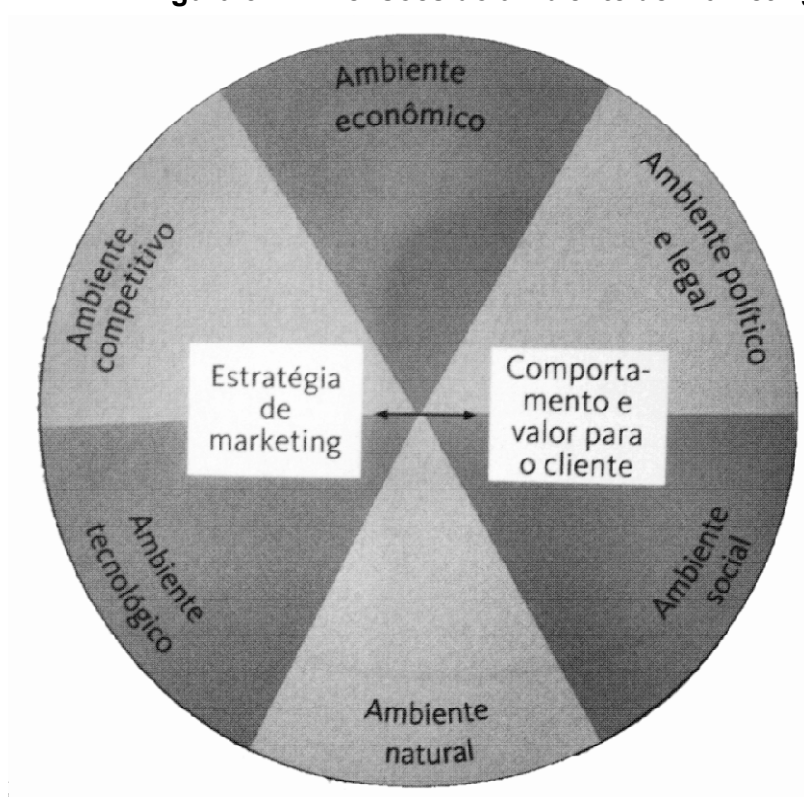 Ambiente
econômico
Ambiente político
e legal
Ambiente
competitivo
Estratégia
de
marketing
Comporta-
mento e
valor para
o cliente
Ambiente
tecnológico
Ambiente
social
Ambiente
natural